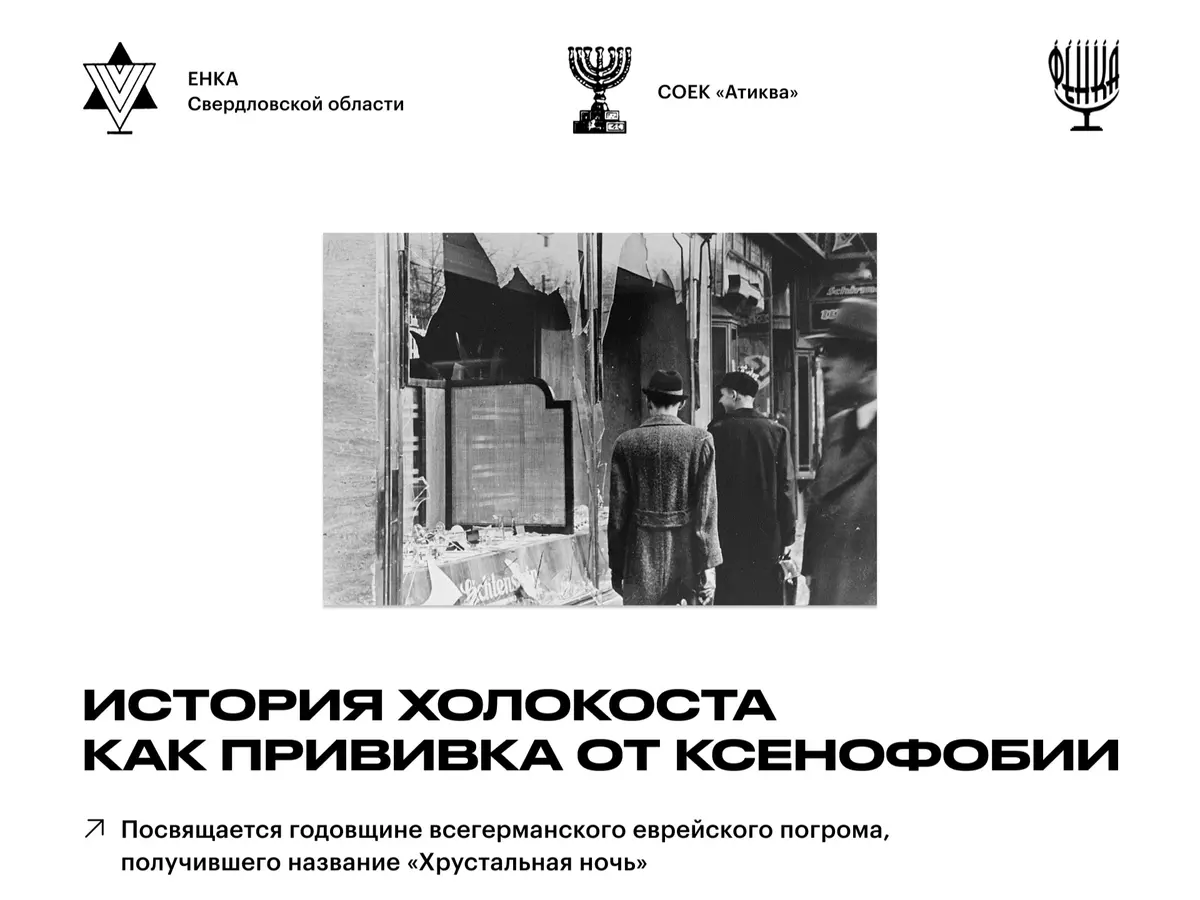 ЕНКА
Свердловской области
СОЕК «Атиква»
ФЕНКА
ИСТОРИЯ ХОЛОКОСТА
КАК ПРИВИВКА ОТ КСЕНОФОБИИ
Посвящается годовщине всегерманского еврейского погрома,
получившего название «Хрустальная ночь»